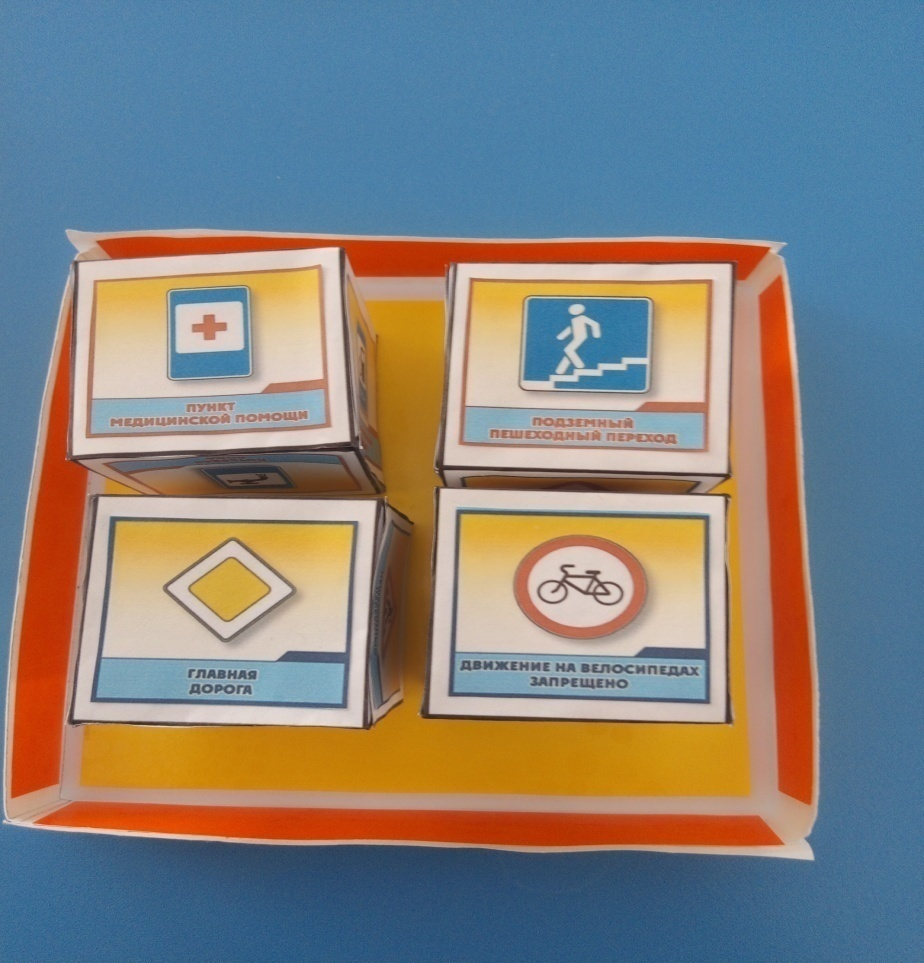 ПУНКТ
МЕДИЦИНСКОЙ ПОМОЩИ
ПОДЗЕМНЫЙ
ПЕШЕХОДНЫЙ ПЕРЕХОД
ГЛАВНАЯ
ДОРОГА
ДВИЖЕНИЕ НА ВЕЛОСИПЕДАХ
ЗАПРЕЩЕНО